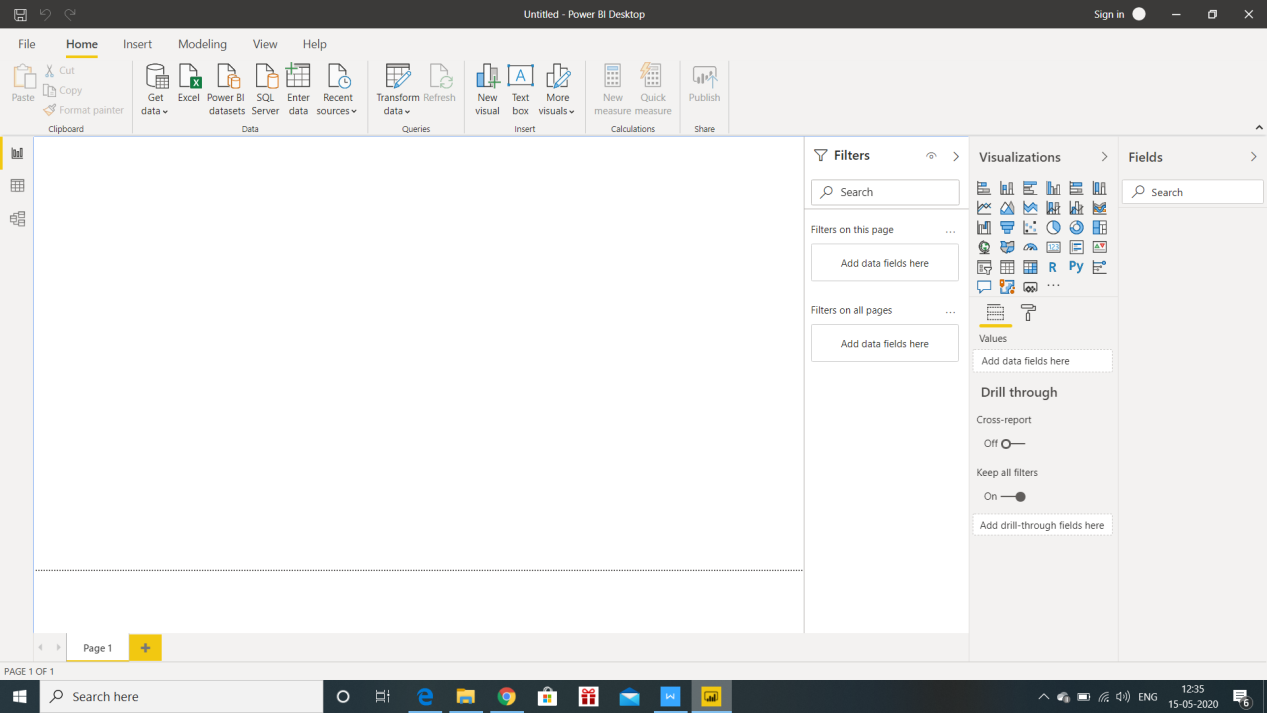 Untitled - Power BI Desktop
Sign in
File Home Insert Modeling View Help
Paste
Cut
Copy
Format painter
Clipboard
Get data
Excel
Power BI datasets
SQL Server
Enter data
Recent sources
Data
Transform data
Refresh
Queries
New visual
Text box
More visuals
Insert
New measure
Quick measure
Calculations
Publish
Share
Filters
Search
Filters on this page
Add data fields here
Filters on all pages
Add data fields here
Visualizations
123
R
Py
Values
Add data fields here
Drill through
Cross-report
Off
Keep all filters
On
Add drill-through fields here
Fields
Search
Page 1
PAGE 1 OF 1
Search here
ENG
12:35
15-05-2020
6